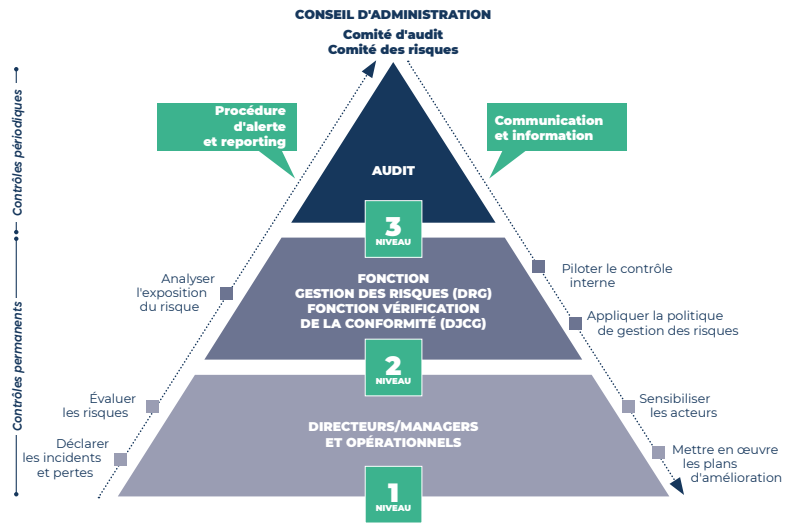 CONSEIL D'ADMINISTRATION
Comité d'audit
Comité des risques
Procédure
d'alerte
et reporting
Communication
et information
Contrôles périodiques
AUDIT
3
NIVEAU
Analyser
l'exposition
du risque
FONCTION
GESTION DES RISQUES (DRG)
FONCTION VÉRIFICATION
DE LA CONFORMITÉ (DJCG)
Piloter le contrôle
interne
Appliquer la politique
de gestion des risques
2
NIVEAU
Contrôles permanents
Évaluer
les risques
Déclarer
les incidents
et pertes
DIRECTEURS/MANAGERS
ET OPÉRATIONNELS
Sensibiliser
les acteurs
Mettre en œuvre
les plans
d'amélioration
1
NIVEAU